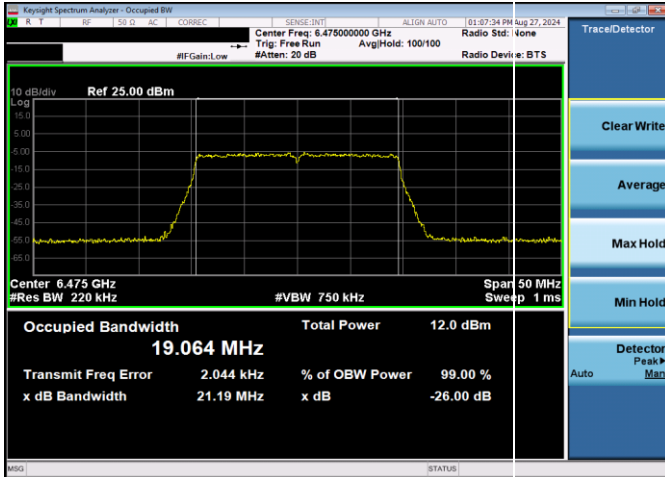 Keysight Spectrum Analyzer - Occupied BW
R T RF 50 Ω AC CORREC SENSE:INT ALIGN AUTO 01:07:34 PM Aug 27, 2024
Center Freq: 6.475000000 GHz Radio Std: None
Trig: Free Run Avg|Hold: 100/100
#IFGain:Low #Atten: 20 dB Radio Device: BTS
Trace/Detector
10 dB/div Ref 25.00 dBm
Log
15.0
5.00
-5.00
-15.0
-25.0
-35.0
-45.0
-55.0
-65.0
Center 6.475 GHz Span 50 MHz
#Res BW 220 kHz #VBW 750 kHz Sweep 1 ms
Occupied Bandwidth Total Power 12.0 dBm
19.064 MHz
Transmit Freq Error 2.044 kHz % of OBW Power 99.00 %
x dB Bandwidth 21.19 MHz x dB -26.00 dB
Clear Write
Average
Max Hold
Min Hold
Detector
Peak▶
Auto Man
MSG STATUS